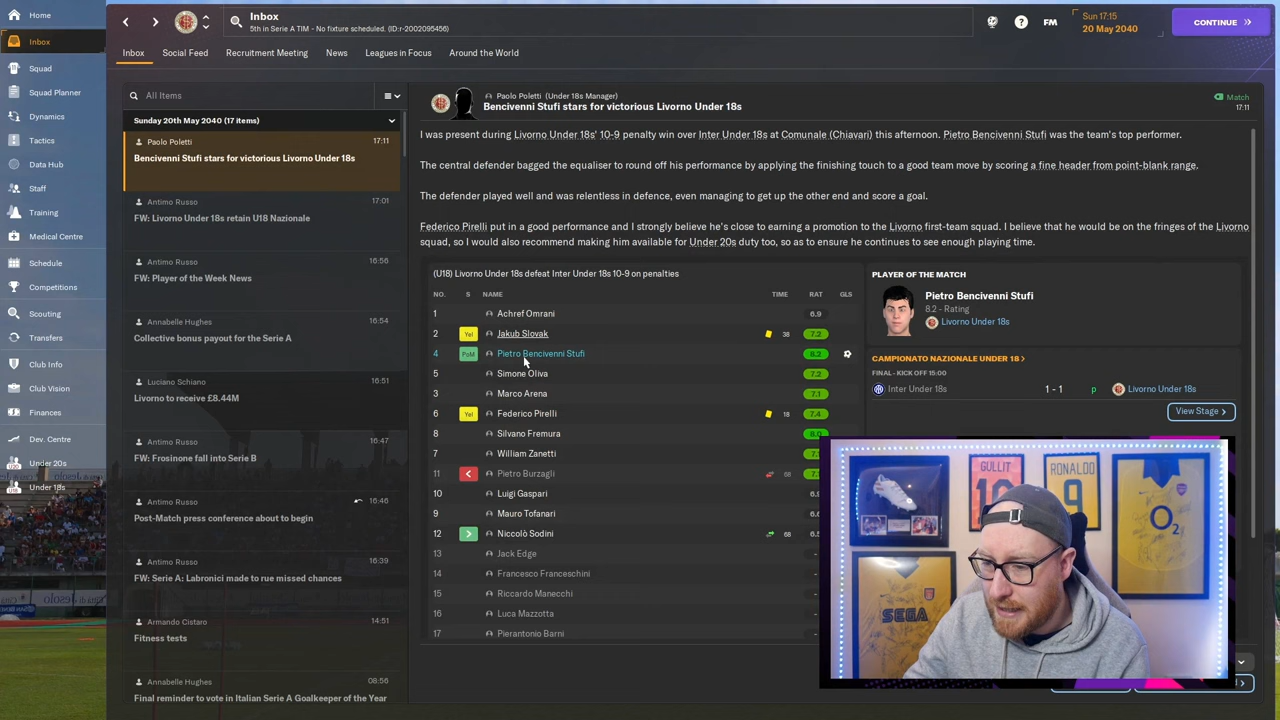 Home
Inbox
Squad
Squad Planner
Dynamics
Tactics
Data Hub
Staff
Training
Medical Centre
Schedule
Competitions
Scouting
Transfers
Club Info
Club Vision
Finances
Dev. Centre
Under 20s
Under 18s
Inbox
5th in Serie A TIM - No fixture scheduled. (ID:r-2002095456)
FM
Sun 17:15
20 May 2040
CONTINUE
Inbox
Social Feed
Recruitment Meeting
News
Leagues in Focus
Around the World
All Items
Sunday 20th May 2040 (17 items)
Paolo Poletti 17:11
Bencivenni Stufi stars for victorious Livorno Under 18s
Antimo Russo 17:01
FW: Livorno Under 18s retain U18 Nazionale
Antimo Russo 16:56
FW: Player of the Week News
Annabelle Hughes 16:54
Collective bonus payout for the Serie A
Luciano Schiano 16:51
Livorno to receive £8.44M
Antimo Russo 16:47
FW: Frosinone fall into Serie B
Antimo Russo 16:46
Post-Match press conference about to begin
Antimo Russo 16:39
FW: Serie A: Labronici made to rue missed chances
Armando Cistaro 14:51
Fitness tests
Annabelle Hughes 08:56
Final reminder to vote in Italian Serie A Goalkeeper of the Year
Paolo Poletti (Under 18s Manager)
Bencivenni Stufi stars for victorious Livorno Under 18s
Match
17:11
I was present during Livorno Under 18s' 10-9 penalty win over Inter Under 18s at Comunale (Chiavari) this afternoon. Pietro Bencivenni Stufi was the team's top performer.
The central defender bagged the equaliser to round off his performance by applying the finishing touch to a good team move by scoring a fine header from point-blank range.
The defender played well and was relentless in defence, even managing to get up the other end and score a goal.
Federico Pirelli put in a good performance and I strongly believe he's close to earning a promotion to the Livorno first-team squad. I believe that he would be on the fringes of the Livorno
squad, so I would also recommend making him available for Under 20s duty too, so as to ensure he continues to see enough playing time.
(U18) Livorno Under 18s defeat Inter Under 18s 10-9 on penalties
NO. S NAME TIME RAT GLS
1 Achref Omrani 6.9
2 Yel Jakub Slovak 38 7.2
4 PoM Pietro Bencivenni Stufi 8.2
5 Simone Oliva 7.2
3 Marco Arena 7.1
6 Yel Federico Pirelli 18 7.4
8 Silvano Fremura 8.0
7 William Zanetti
11 Pietro Burzagli 68
10 Luigi Gaspari
9 Mauro Tofanari
12 Niccolò Sodini 68
13 Jack Edge -
14 Francesco Franceschini -
15 Riccardo Manecchi -
16 Luca Mazzotta -
17 Pierantonio Barni -
PLAYER OF THE MATCH
Pietro Bencivenni Stufi
8.2 - Rating
Livorno Under 18s
CAMPIONATO NAZIONALE UNDER 18
FINAL - KICK OFF 15:00
Inter Under 18s 1 - 1 p Livorno Under 18s
View Stage
GULLIT
10
RONALDO
9
O2
SEGA